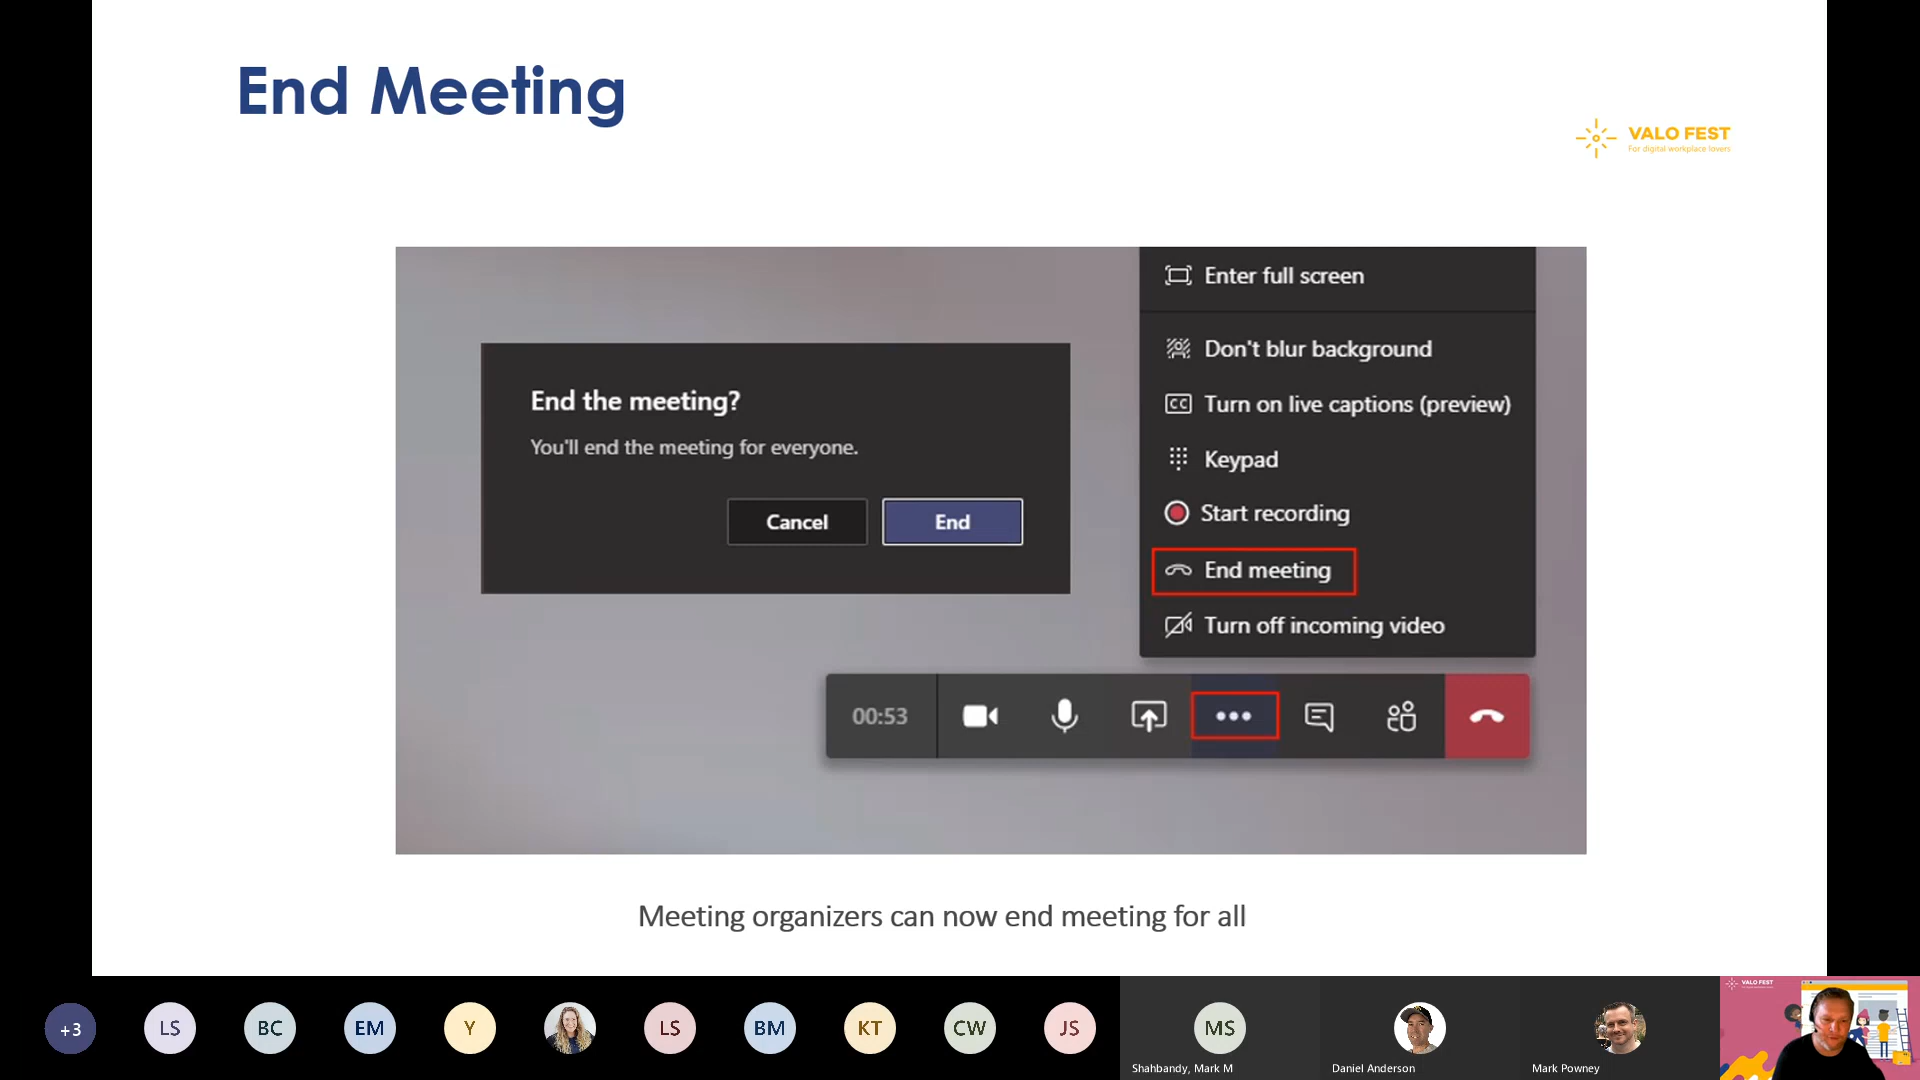 End Meeting
VALO FEST
For digital workplace lovers
Enter full screen
Don't blur background
End the meeting?
Turn on live captions (preview)
You'll end the meeting for everyone.
Keypad
Cancel
End
Start recording
End meeting
Turn off incoming video
00:53
Meeting organizers can now end meeting for all
+3
LS
BC
EM
Y
LS
BM
KT
CW
JS
MS
Shahbandy, Mark M
Daniel Anderson
Mark Powney
VALO FEST